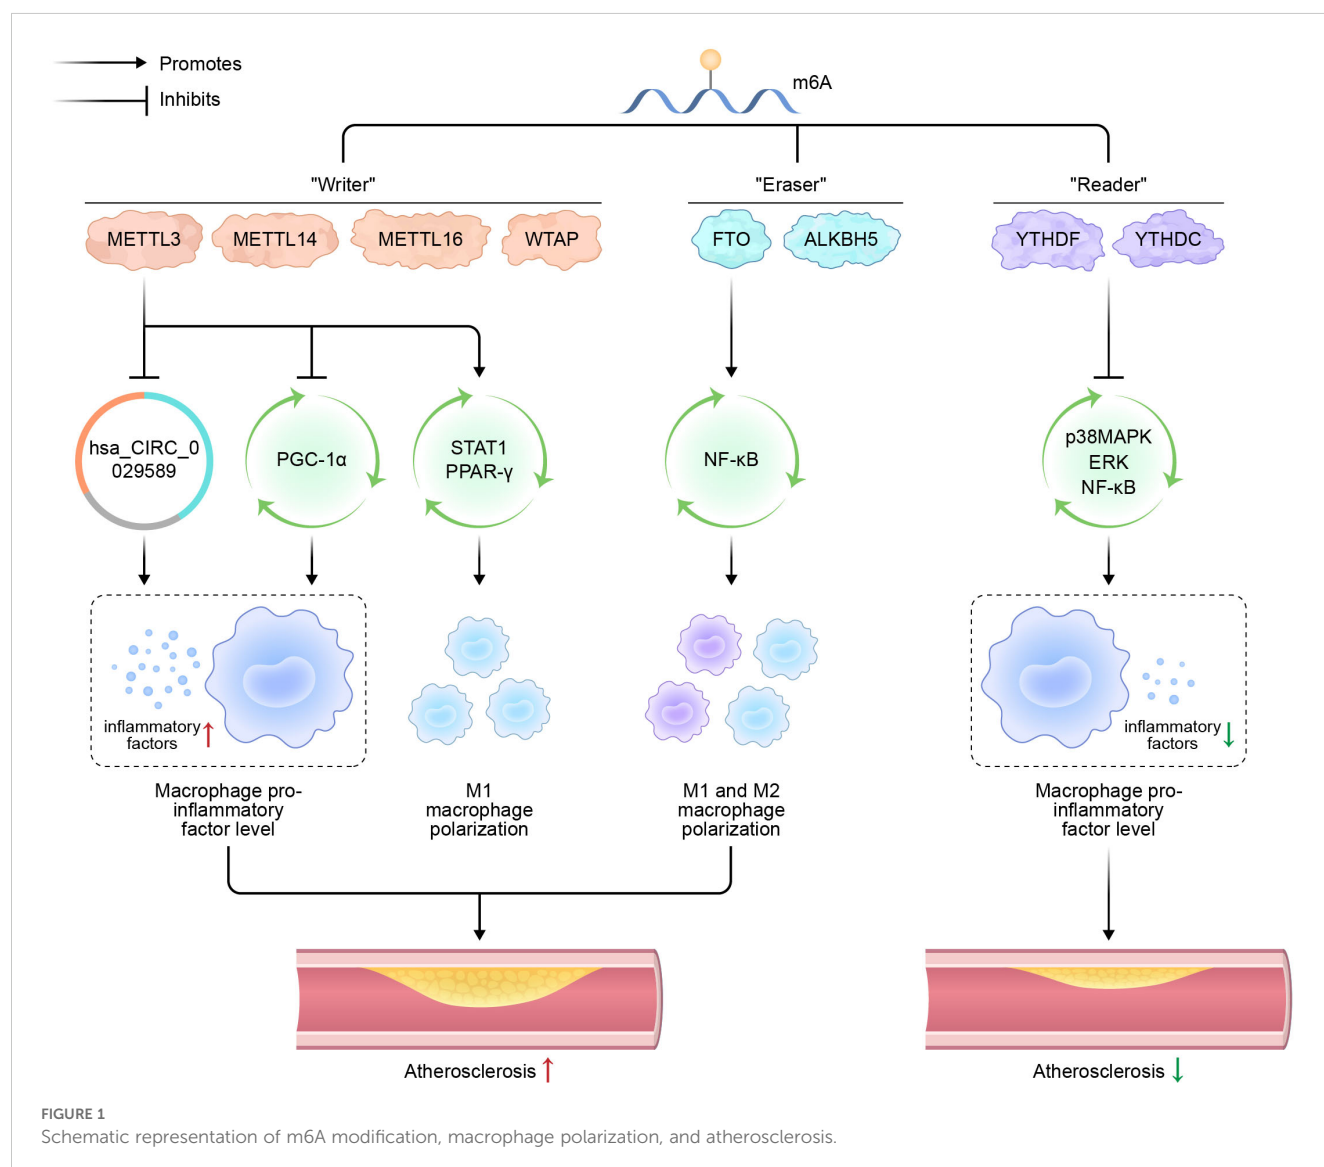 Promotes
Inhibits
m6A
"Writer"
"Eraser"
"Reader"
METTL3
METTL14
METTL16
WTAP
FTO
ALKBH5
YTHDF
YTHDC
hsa_CIRC_0
029589
PGC-1α
STAT1
PPAR-γ
NF-κB
p38MAPK
ERK
NF-κB
inflammatory
factors
inflammatory
factors
Macrophage pro-
inflammatory
factor level
M1
macrophage
polarization
M1 and M2
macrophage
polarization
Macrophage pro-
inflammatory
factor level
Atherosclerosis
Atherosclerosis
FIGURE 1
Schematic representation of m6A modification, macrophage polarization, and atherosclerosis.